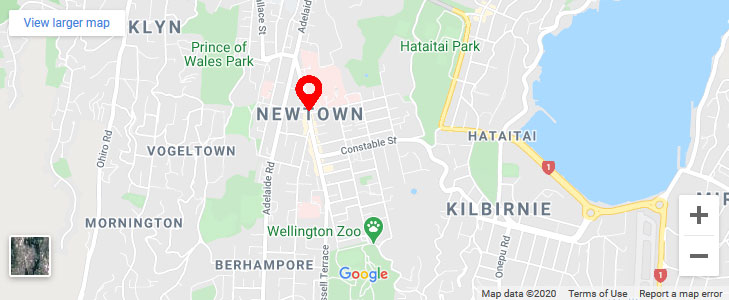 View larger map
KLYN
allace St
Adelaide
Prince of
Wales Park
Hataitai Park
NEWTOWN
Constable St
HATAITAI
1
Ohiro Rd
VOGELTOWN
Adelaide Rd
KILBIRNIE
MIR
MORNINGTON
Wellington Zoo
Onepu Rd
BERHAMPORE
ssell Terrace
Google
1
Map data ©2020
Terms of Use
Report a map error